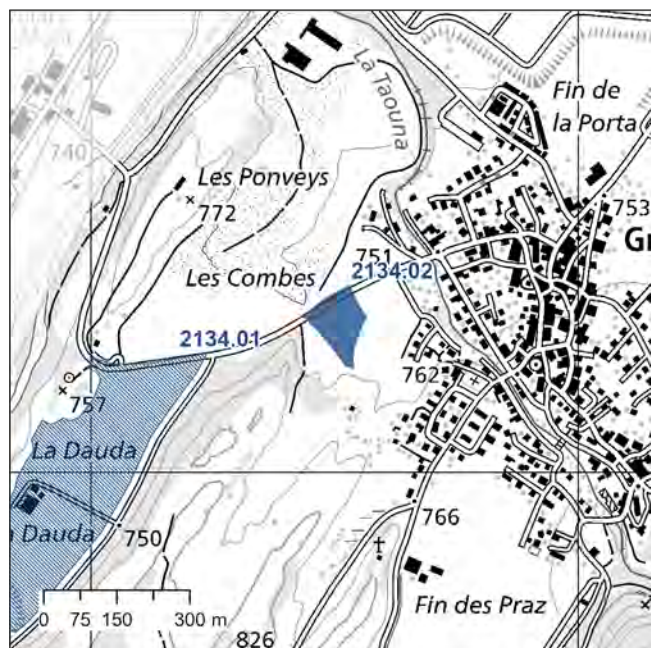 La Taouna
Fin de
la Porta
740
Les Ponveys
772
753
751
2134.02
Les Combes
2134.01
762
757
La Dauda
766
750
Dauda
Fin des Praz
0 75 150 300 m
826